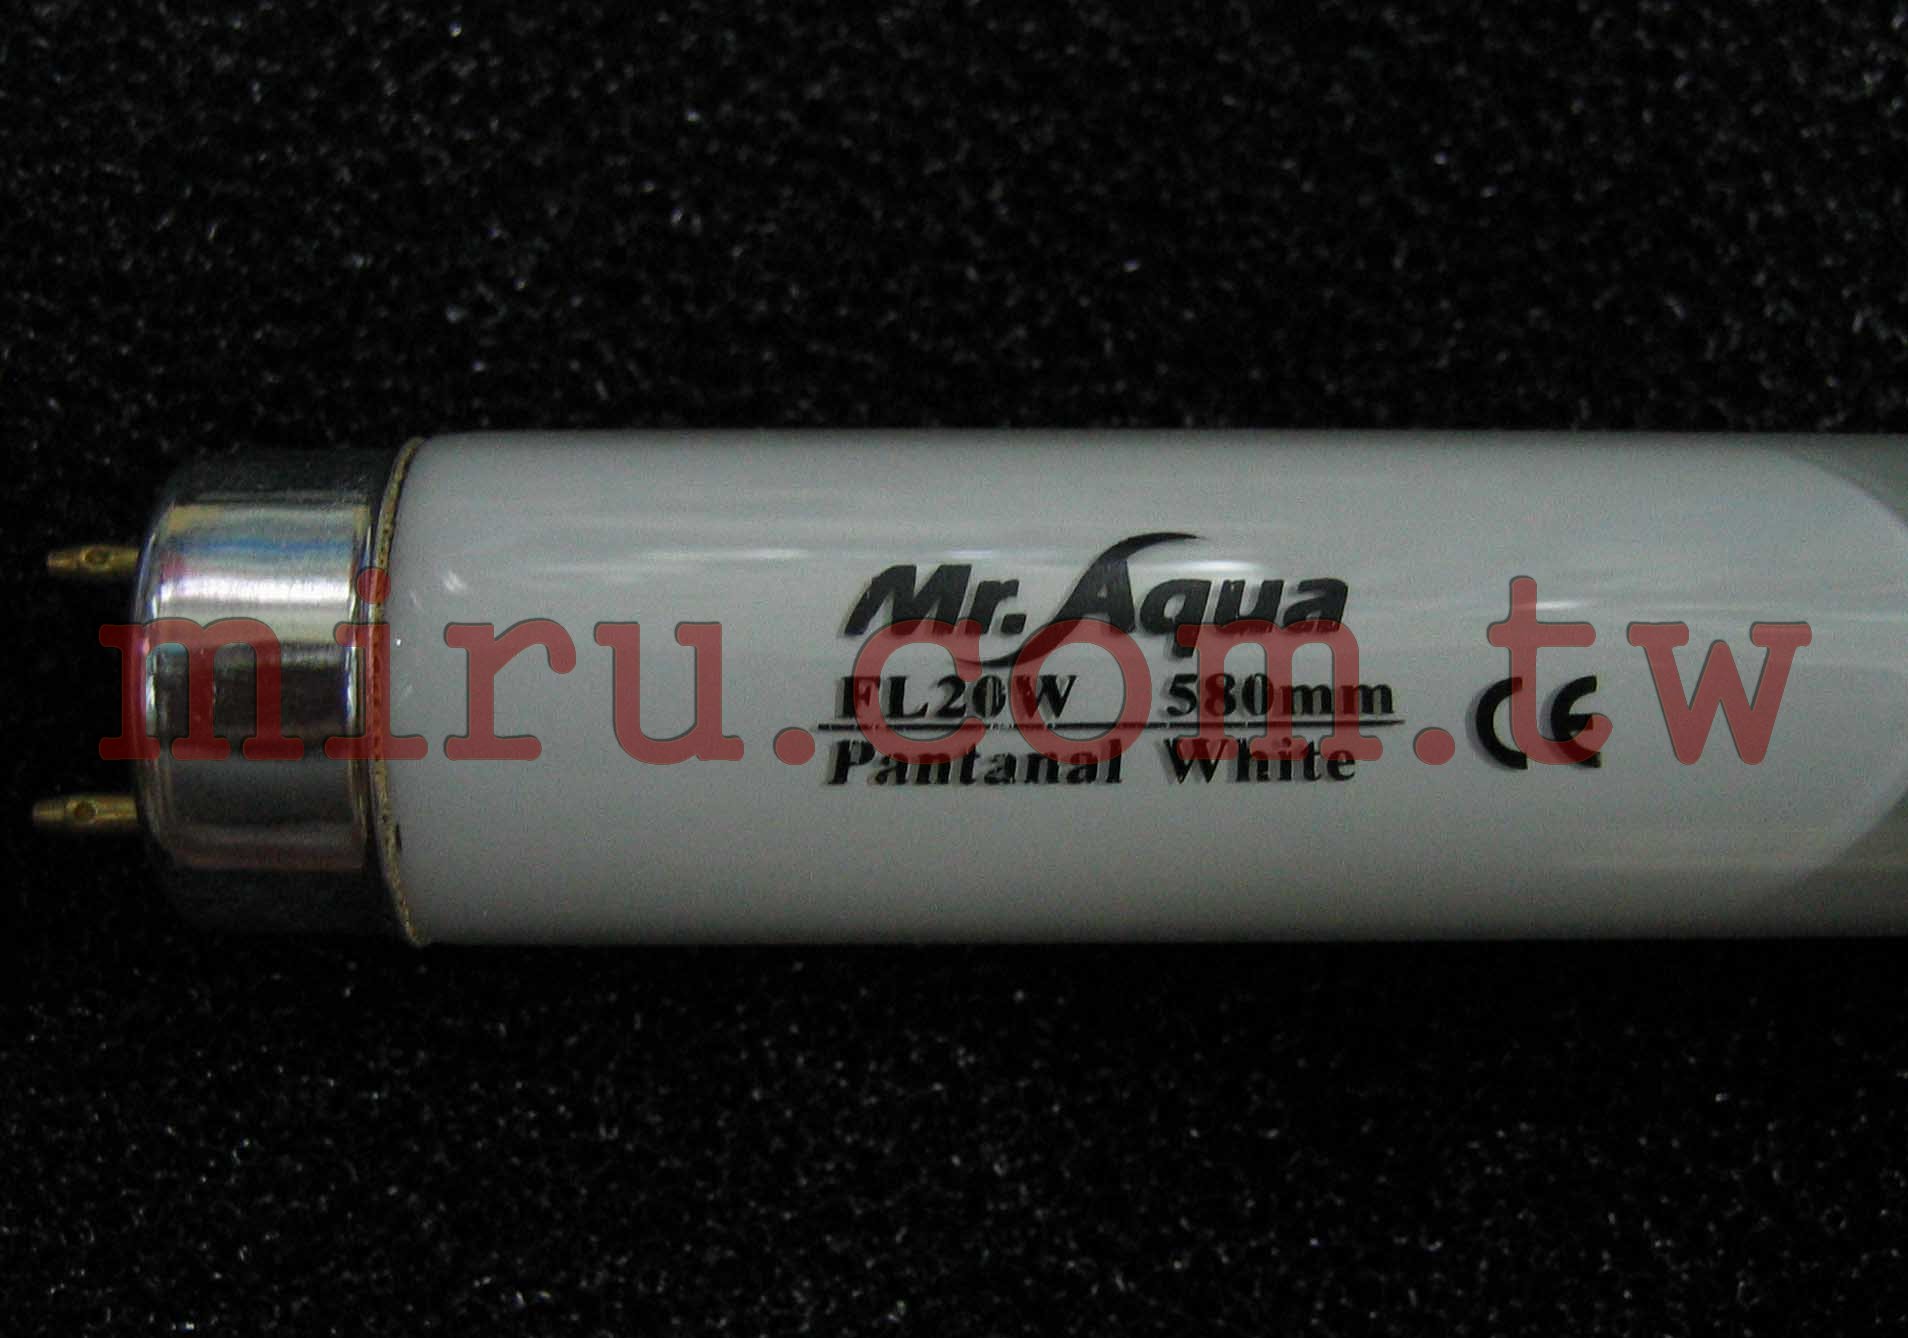 Mr. Aqua
miru.com.tw
FL20W 580mm
Pantanal White
CE